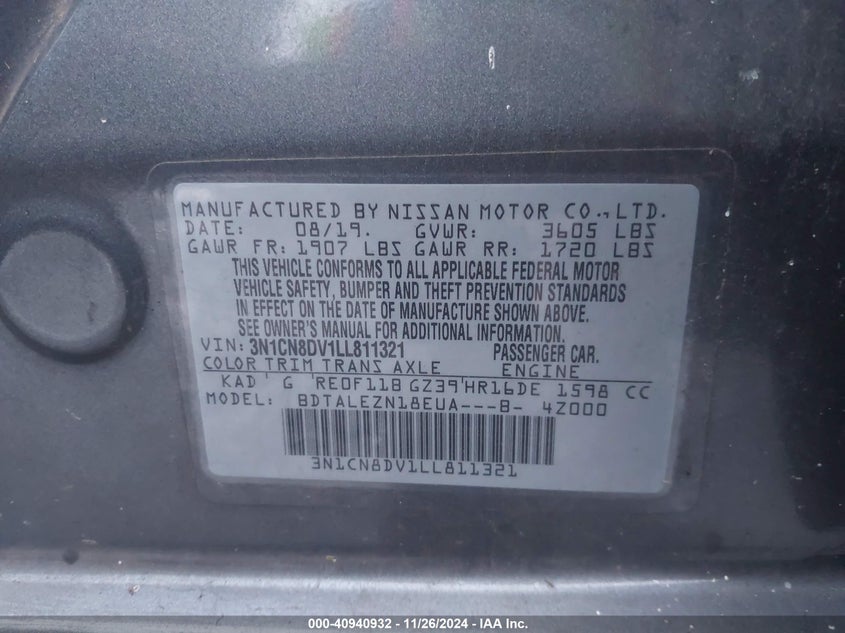 MANUFACTURED BY NISSAN MOTOR CO.,LTD.
DATE: 08/19. GVWR: 3605 LBS
GAWR FR: 1907 LBS GAWR RR: 1720 LBS
THIS VEHICLE CONFORMS TO ALL APPLICABLE FEDERAL MOTOR
VEHICLE SAFETY, BUMPER AND THEFT PREVENTION STANDARDS
IN EFFECT ON THE DATE OF MANUFACTURE SHOWN ABOVE.
SEE OWNER'S MANUAL FOR ADDITIONAL INFORMATION.
VIN: 3N1CN8DV1LL811321 PASSENGER CAR.
COLOR TRIM TRANS AXLE ENGINE
KAD G RE0F11B GZ39 HR16DE 1598 CC
MODEL: BDTALEZN18EUA---B- 4Z000
3N1CN8DV1LL811321
000-40940932 - 11/26/2024 - IAA Inc.